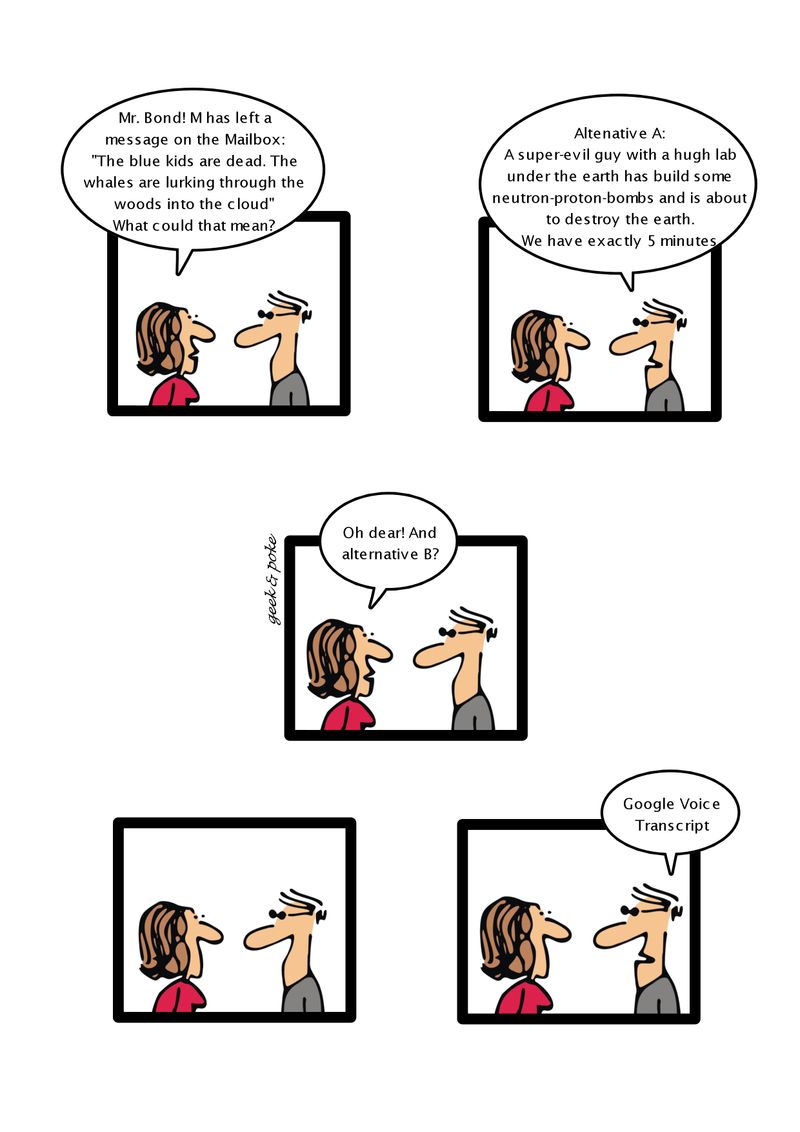 Mr. Bond! M has left a
message on the Mailbox:
"The blue kids are dead. The
whales are lurking through the
woods into the cloud"
What could that mean?
Altenative A:
A super-evil guy with a hugh lab
under the earth has build some
neutron-proton-bombs and is about
to destroy the earth.
We have exactly 5 minutes
Oh dear! And
alternative B?
geek & poke
Google Voice
Transcript